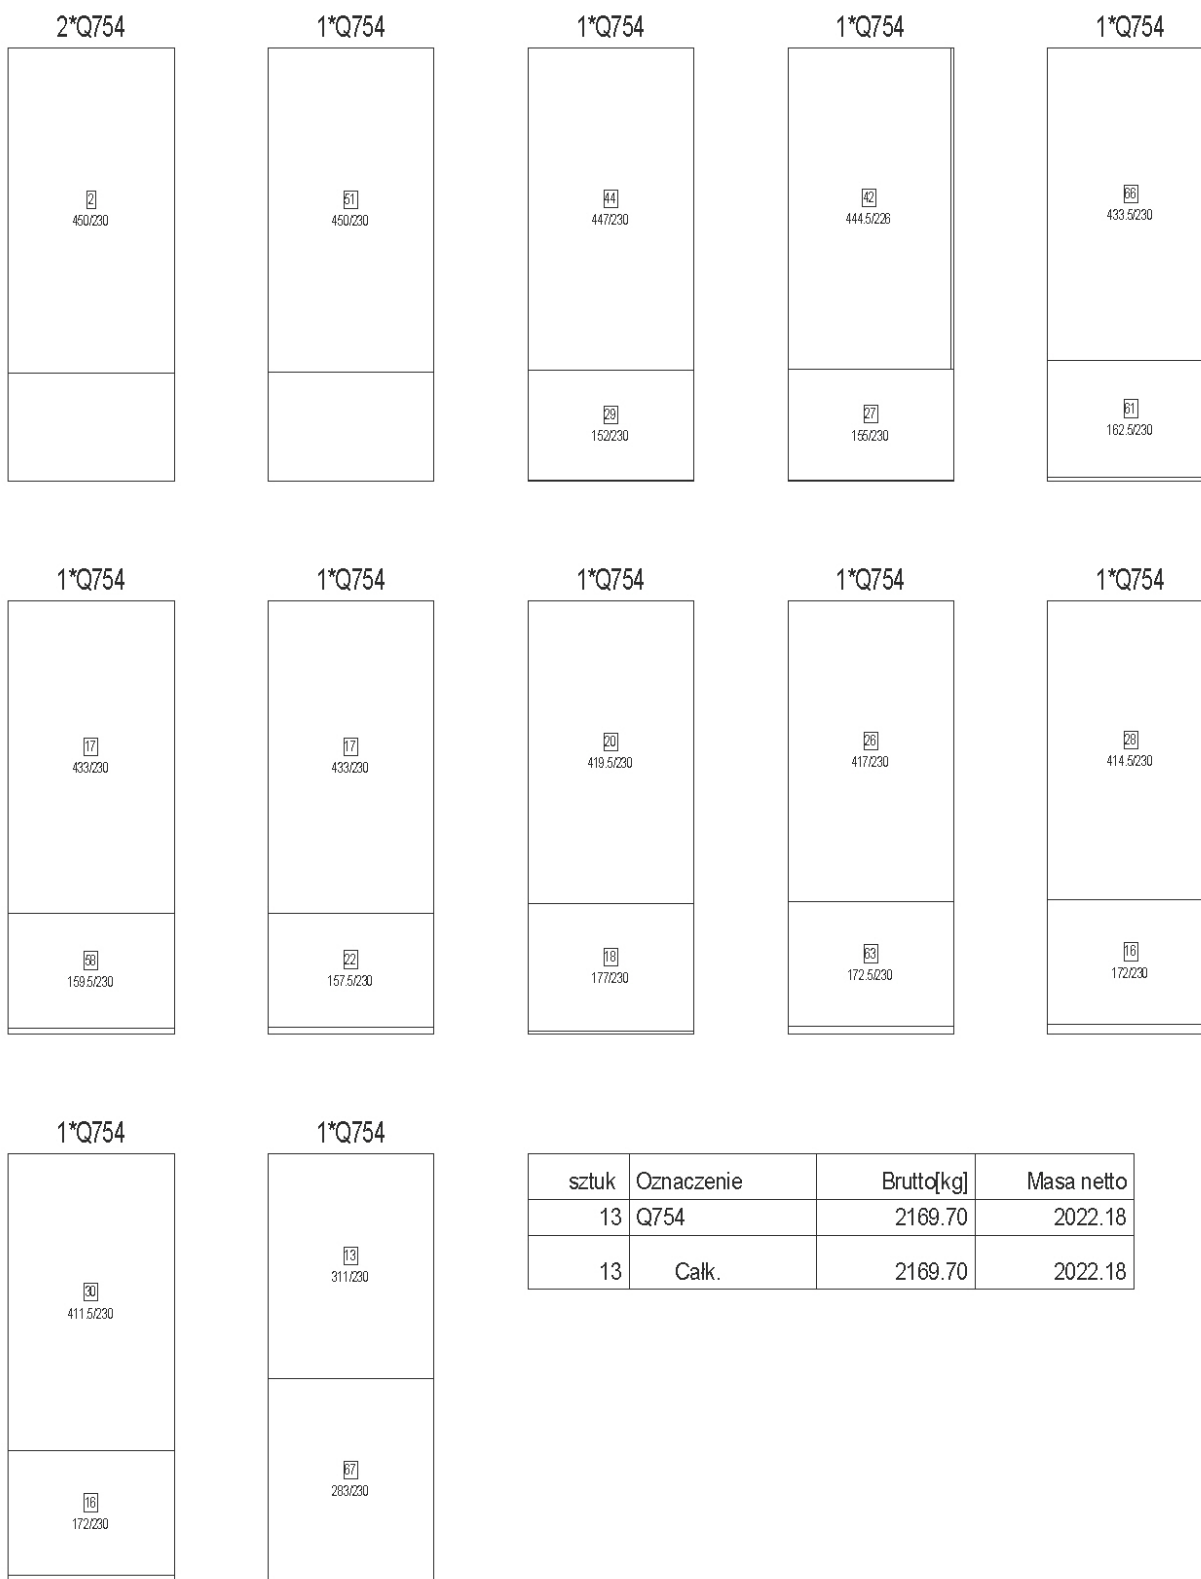 2*Q754
1*Q754
1*Q754
1*Q754
1*Q754
2
450/230
51
450/230
44
447/230
42
444.5/226
66
433.5/230
29
152/230
27
155/230
61
162.5/230
1*Q754
1*Q754
1*Q754
1*Q754
1*Q754
17
433/230
17
433/230
20
419.5/230
26
417/230
28
414.5/230
58
159.5/230
22
157.5/230
18
177/230
63
172.5/230
16
172/230
1*Q754
1*Q754
30
411.5/230
13
311/230
16
172/230
67
283/230
sztuk Oznaczenie Brutto[kg] Masa netto
13 Q754 2169.70 2022.18
13 Całk. 2169.70 2022.18